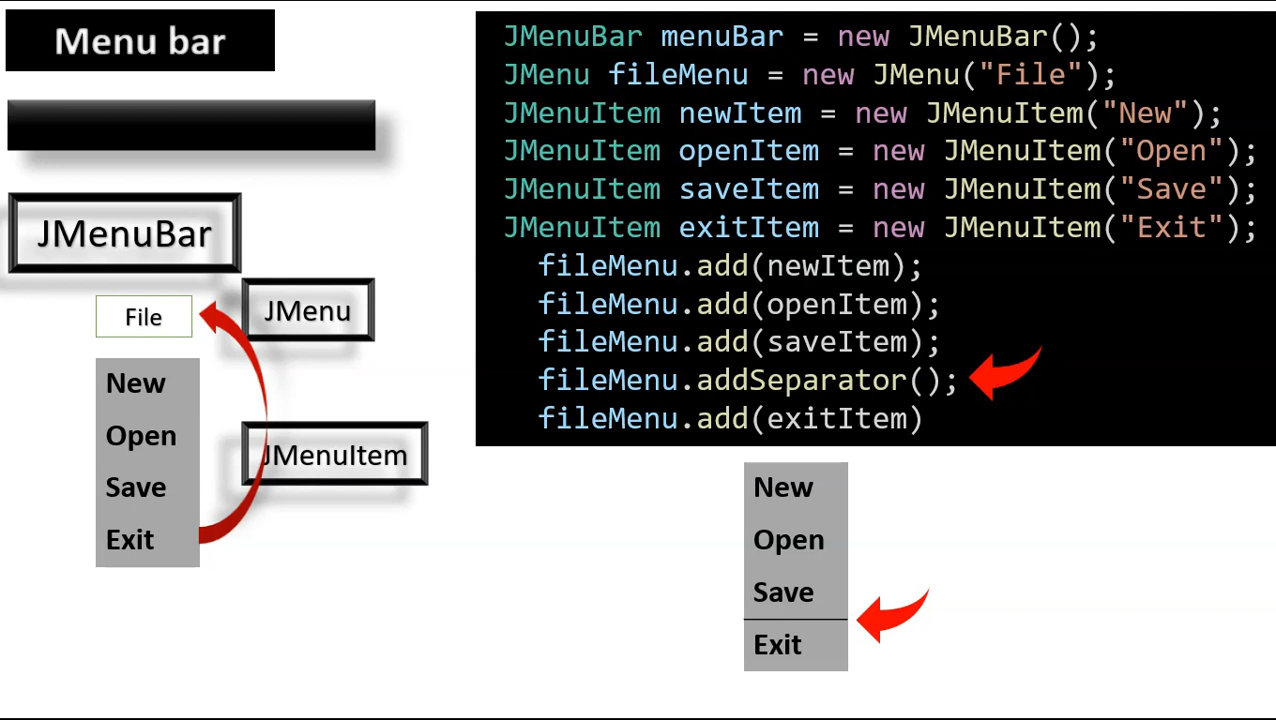 Menu bar
JMenuBar
JMenu
File
New
Open
Save
Exit
JMenuItem
JMenuBar menuBar = new JMenuBar();
JMenu fileMenu = new JMenu("File");
JMenuItem newItem = new JMenuItem("New");
JMenuItem openItem = new JMenuItem("Open");
JMenuItem saveItem = new JMenuItem("Save");
JMenuItem exitItem = new JMenuItem("Exit");
fileMenu.add(newItem);
fileMenu.add(openItem);
fileMenu.add(saveItem);
fileMenu.addSeparator();
fileMenu.add(exitItem)
New
Open
Save
Exit